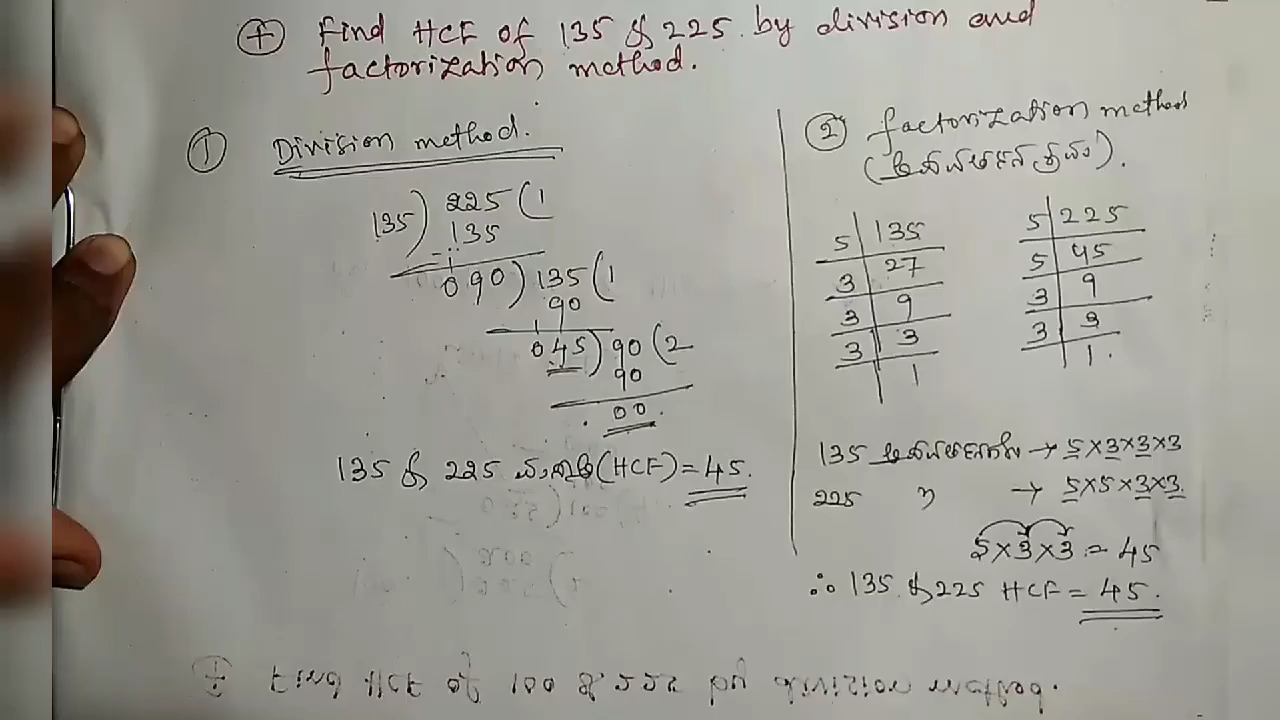 Find HCF of 135 & 225 by division and
factorization method.
① Division method.
135) 225 (1
- 135
090) 135 (1
90
045) 90 (2
90
00.
135 & 225 (HCF) = 45.
② factorization method
5 | 135
3 | 27
3 | 9
3 | 3
1
5 | 225
5 | 45
3 | 9
3 | 3
1.
135 → 5×3×3×3
225 〃 → 5×5×3×3.
5×3×3 = 45
∴ 135 & 225 HCF = 45.